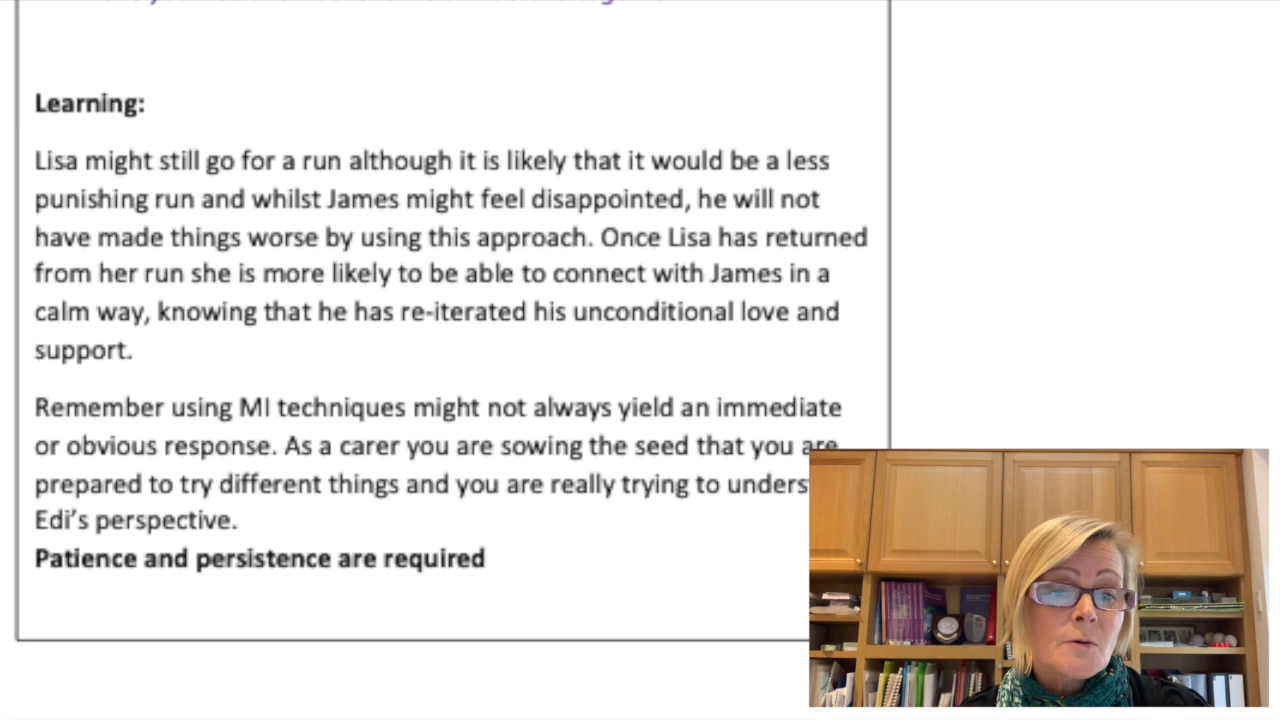 Learning:
Lisa might still go for a run although it is likely that it would be a less
punishing run and whilst James might feel disappointed, he will not
have made things worse by using this approach. Once Lisa has returned
from her run she is more likely to be able to connect with James in a
calm way, knowing that he has re-iterated his unconditional love and
support.
Remember using MI techniques might not always yield an immediate
or obvious response. As a carer you are sowing the seed that you are
prepared to try different things and you are really trying to unders
Edi’s perspective.
Patience and persistence are required